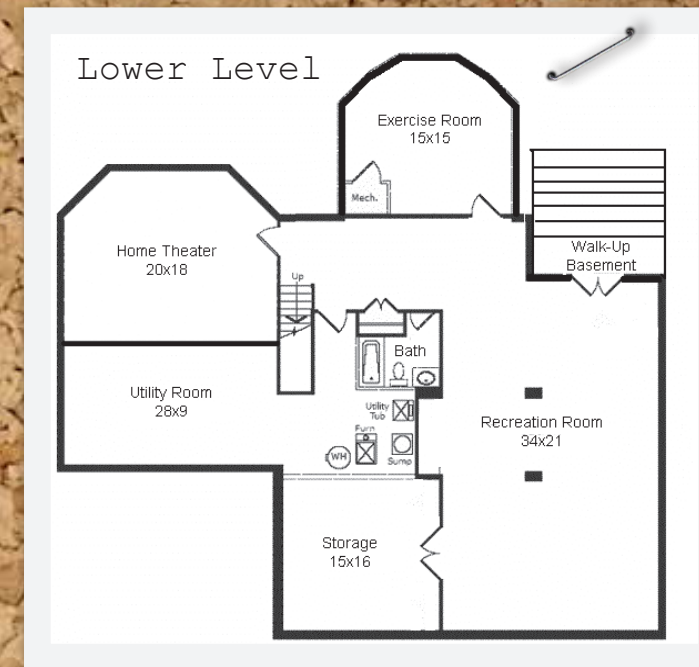 Lower Level
Exercise Room
15x15
Mech.
Walk-Up
Basement
Home Theater
20x18
Up
Bath
Utility Room
28x9
Utility
Tub
Recreation Room
34x21
Furn
WH
Sump
Storage
15x16